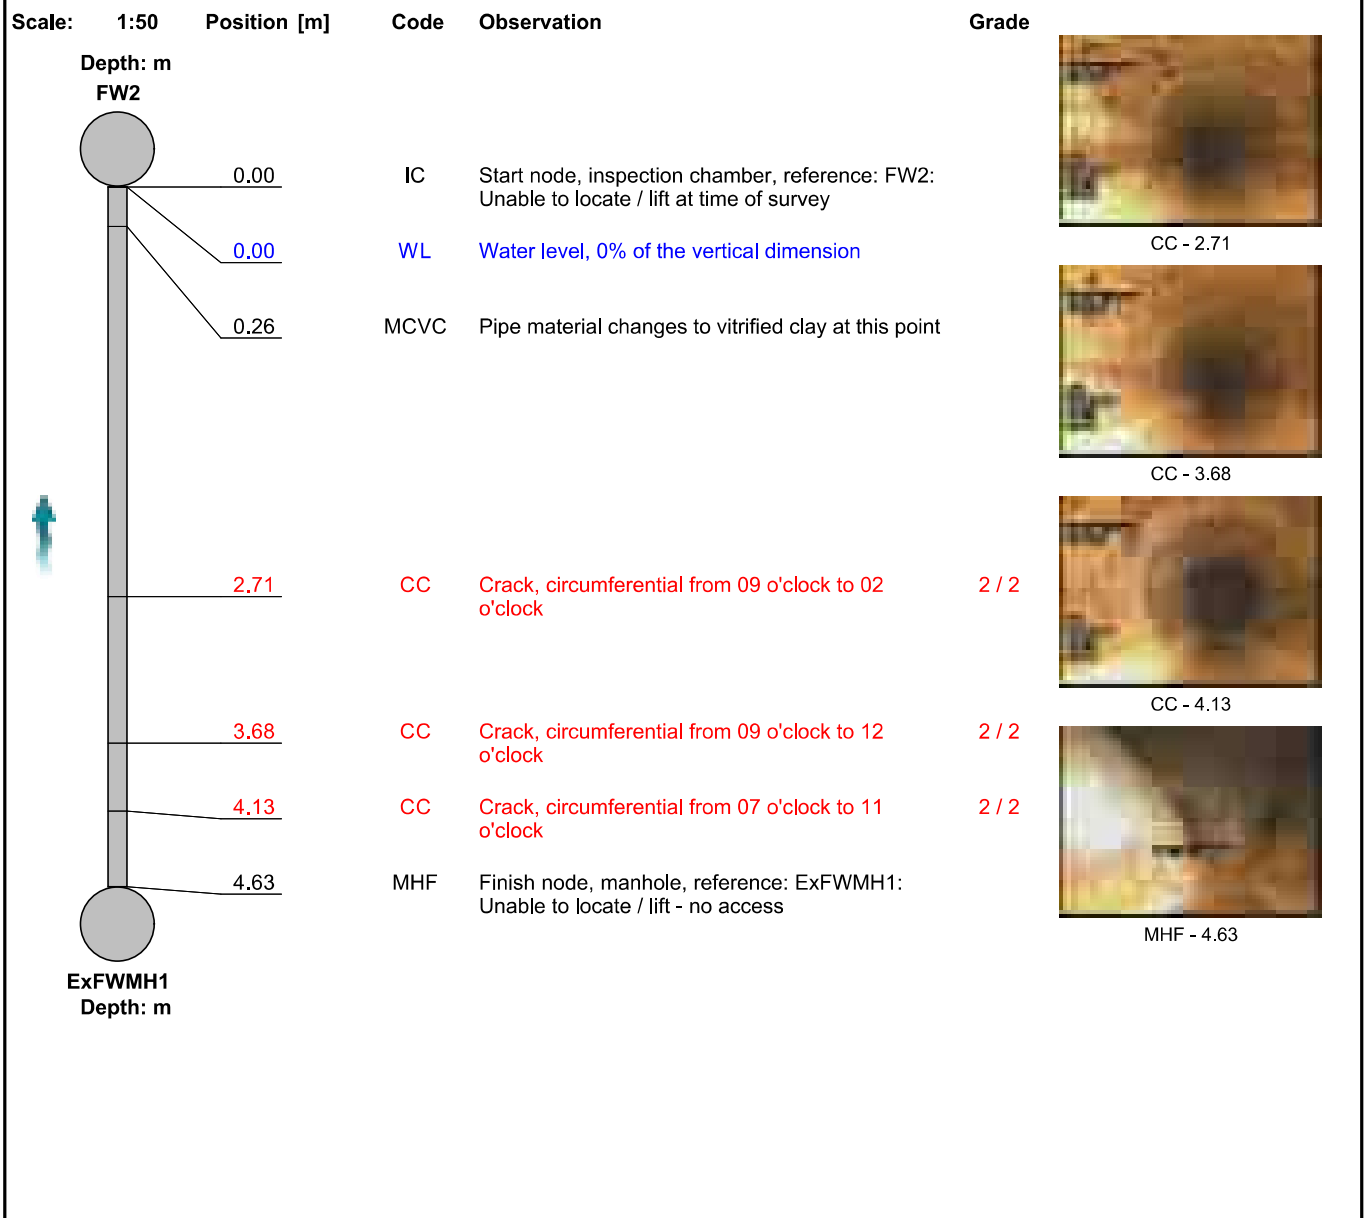 Scale: 1:50 Position [m] Code Observation Grade
Depth: m
FW2
0.00 IC Start node, inspection chamber, reference: FW2:
Unable to locate / lift at time of survey
0.00 WL Water level, 0% of the vertical dimension
0.26 MCVC Pipe material changes to vitrified clay at this point
2.71 CC Crack, circumferential from 09 o'clock to 02 2 / 2
o'clock
3.68 CC Crack, circumferential from 09 o'clock to 12 2 / 2
o'clock
4.13 CC Crack, circumferential from 07 o'clock to 11 2 / 2
o'clock
4.63 MHF Finish node, manhole, reference: ExFWMH1:
Unable to locate / lift - no access
ExFWMH1
Depth: m
CC - 2.71
CC - 3.68
CC - 4.13
MHF - 4.63